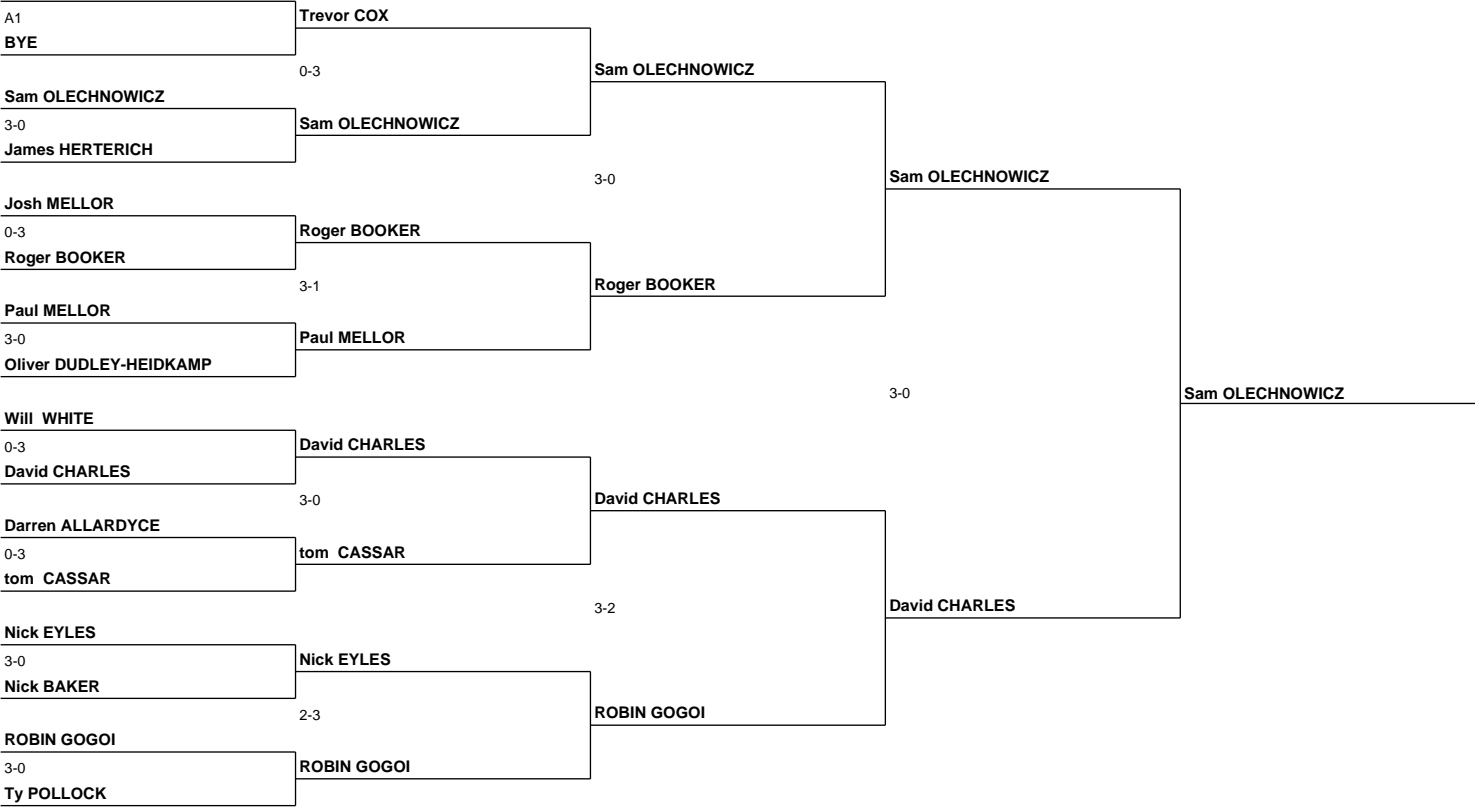 A1
BYE
Sam OLECHNOWICZ
3-0
James HERTERICH
Josh MELLOR
0-3
Roger BOOKER
Paul MELLOR
3-0
Oliver DUDLEY-HEIDKAMP
Will  WHITE
0-3
David CHARLES
Darren ALLARDYCE
0-3
tom  CASSAR
Nick EYLES
3-0
Nick BAKER
ROBIN GOGOI
3-0
Ty POLLOCK
Trevor COX
0-3
Sam OLECHNOWICZ
Roger BOOKER
3-1
Paul MELLOR
David CHARLES
3-0
tom  CASSAR
Nick EYLES
2-3
ROBIN GOGOI
Sam OLECHNOWICZ
3-0
Roger BOOKER
David CHARLES
3-2
ROBIN GOGOI
Sam OLECHNOWICZ
3-0
David CHARLES
Sam OLECHNOWICZ